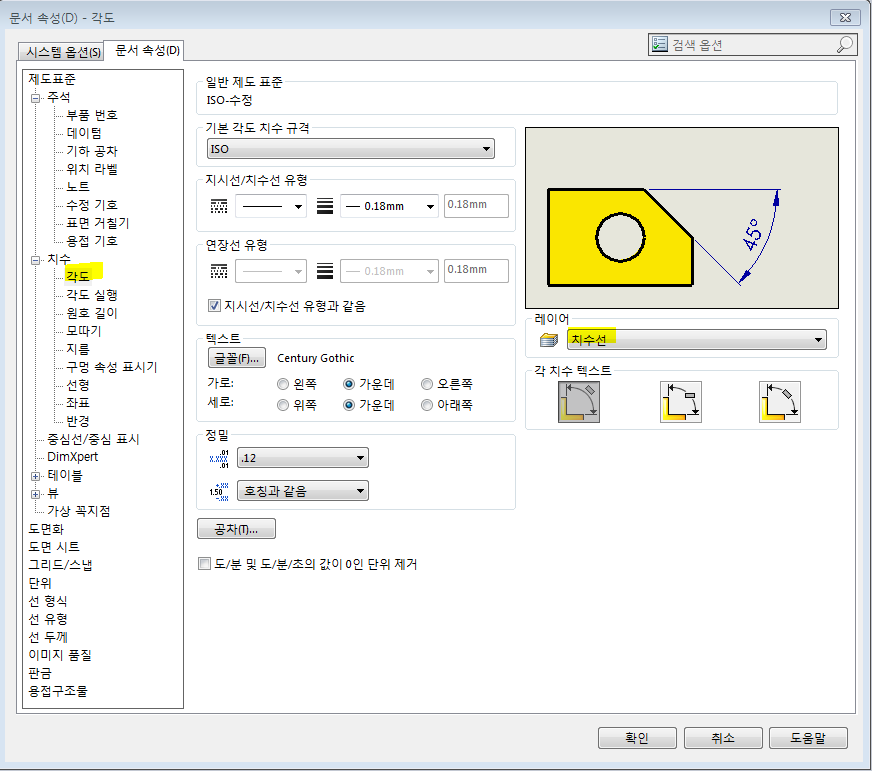 문서 속성(D) - 각도
시스템 옵션(S)
문서 속성(D)
검색 옵션
제도표준
주석
부품 번호
데이텀
기하 공차
위치 라벨
노트
수정 기호
표면 거칠기
용접 기호
치수
각도
각도 실행
원호 길이
모따기
지름
구멍 속성 표시기
선형
좌표
반경
중심선/중심 표시
DimXpert
테이블
뷰
가상 꼭지점
도면화
도면 시트
그리드/스냅
단위
선 형식
선 유형
선 두께
이미지 품질
판금
용접구조물
일반 제도 표준
ISO-수정
기본 각도 치수 규격
ISO
지시선/치수선 유형
0.18mm 0.18mm
연장선 유형
0.18mm 0.18mm
지시선/치수선 유형과 같음
텍스트
글꼴(F)... Century Gothic
가로: 왼쪽 가운데 오른쪽
세로: 위쪽 가운데 아래쪽
정밀
x.xxx .01 .01 .12
1.50 +.xx -.xx 호칭과 같음
공차(T)...
도/분 및 도/분/초의 값이 0인 단위 제거
45°
레이어
치수선
각 치수 텍스트
확인 취소 도움말